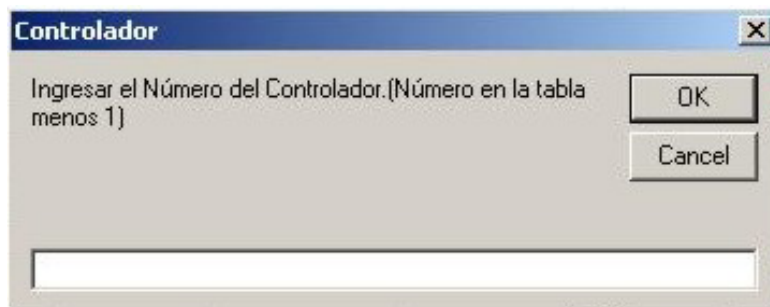 Controlador
Ingresar el Número del Controlador.(Número en la tabla
menos 1)
OK
Cancel